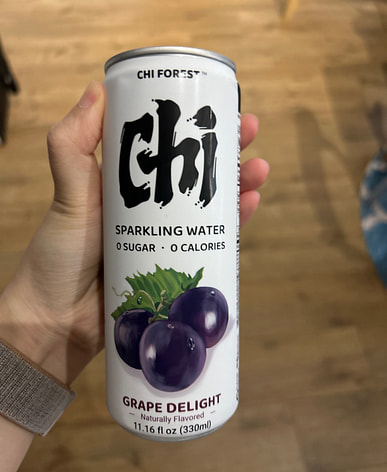 CHI FOREST™
Chi
SPARKLING WATER
0 SUGAR · 0 CALORIES
GRAPE DELIGHT
Naturally Flavored
11.16 fl oz (330ml)